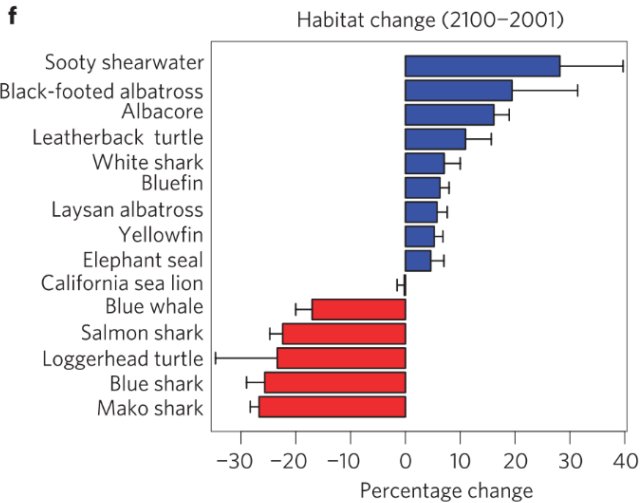 f
Habitat change (2100–2001)
Sooty shearwater
Black-footed albatross
Albacore
Leatherback turtle
White shark
Bluefin
Laysan albatross
Yellowfin
Elephant seal
California sea lion
Blue whale
Salmon shark
Loggerhead turtle
Blue shark
Mako shark
−30 −20 −10 0 10 20 30 40
Percentage change